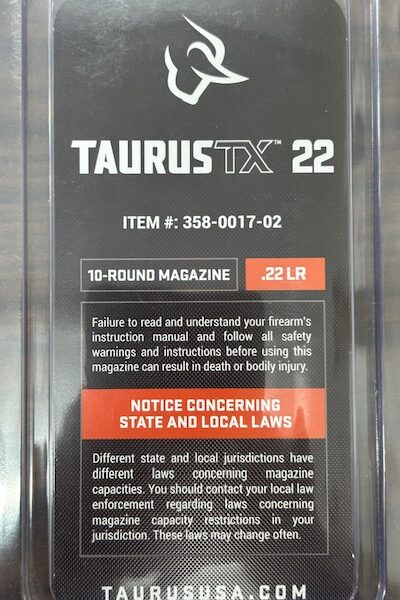 TAURUS TX™ 22
ITEM #: 358-0017-02
10-ROUND MAGAZINE
.22 LR
Failure to read and understand your firearm's
instruction manual and follow all safety
warnings and instructions before using this
magazine can result in death or bodily injury.
NOTICE CONCERNING
STATE AND LOCAL LAWS
Different state and local jurisdictions have
different laws concerning magazine
capacities. You should contact your local law
enforcement regarding laws concerning
magazine capacity restrictions in your
jurisdiction. These laws may change often.
TAURUSUSA.COM